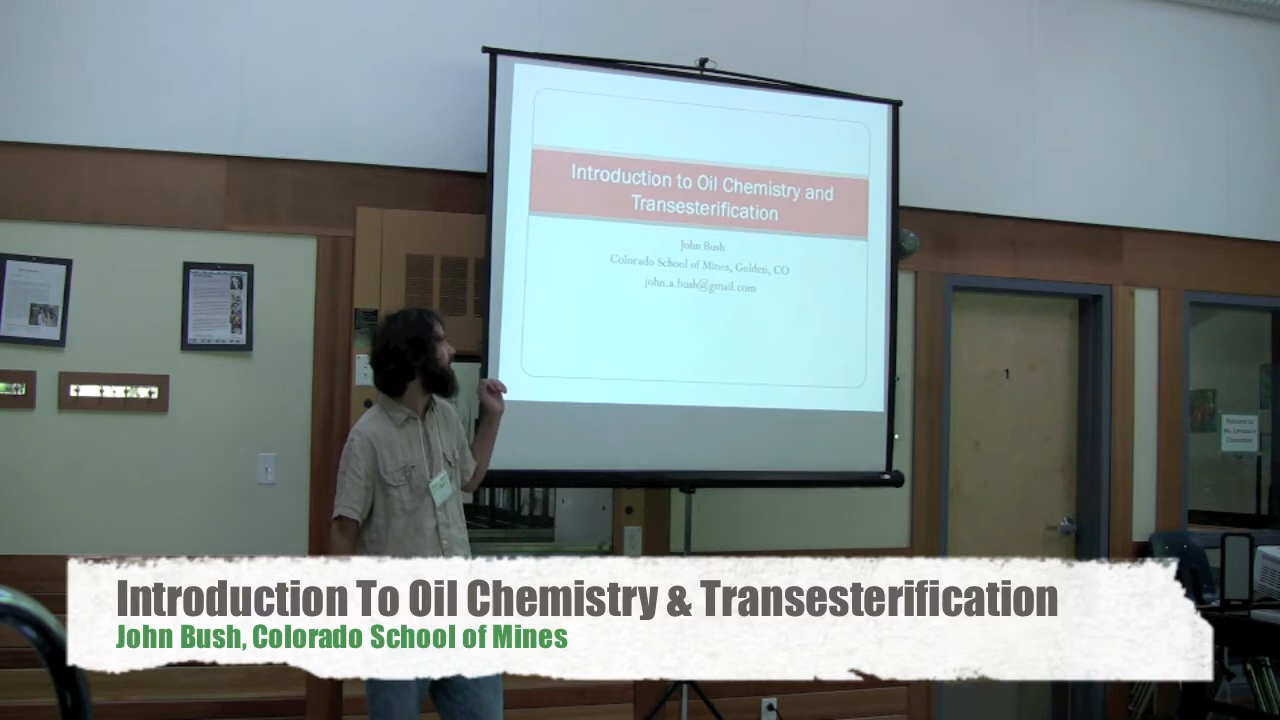 Introduction to Oil Chemistry and
Transesterification
John Bush
Colorado School of Mines, Golden, CO
john.a.bush@gmail.com
1
Introduction To Oil Chemistry & Transesterification
John Bush, Colorado School of Mines